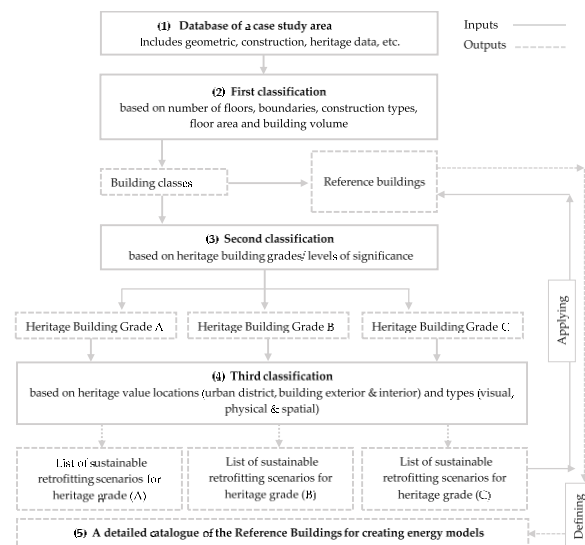 (1) Database of a case study area
Includes geometric, construction, heritage data, etc.
Inputs
Outputs
(2) First classification
based on number of floors, boundaries, construction types,
floor area and building volume
Building classes
Reference buildings
(3) Second classification
based on heritage building grades/ levels of significance
Applying
Heritage Building Grade A
Heritage Building Grade B
Heritage Building Grade C
(4) Third classification
based on heritage value locations (urban district, building exterior & interior) and types (visual,
physical & spatial)
List of sustainable
retrofitting scenarios for
heritage grade (A)
List of sustainable
retrofitting scenarios for
heritage grade (B)
List of sustainable
retrofitting scenarios for
heritage grade (C)
Defining
(5) A detailed catalogue of the Reference Buildings for creating energy models